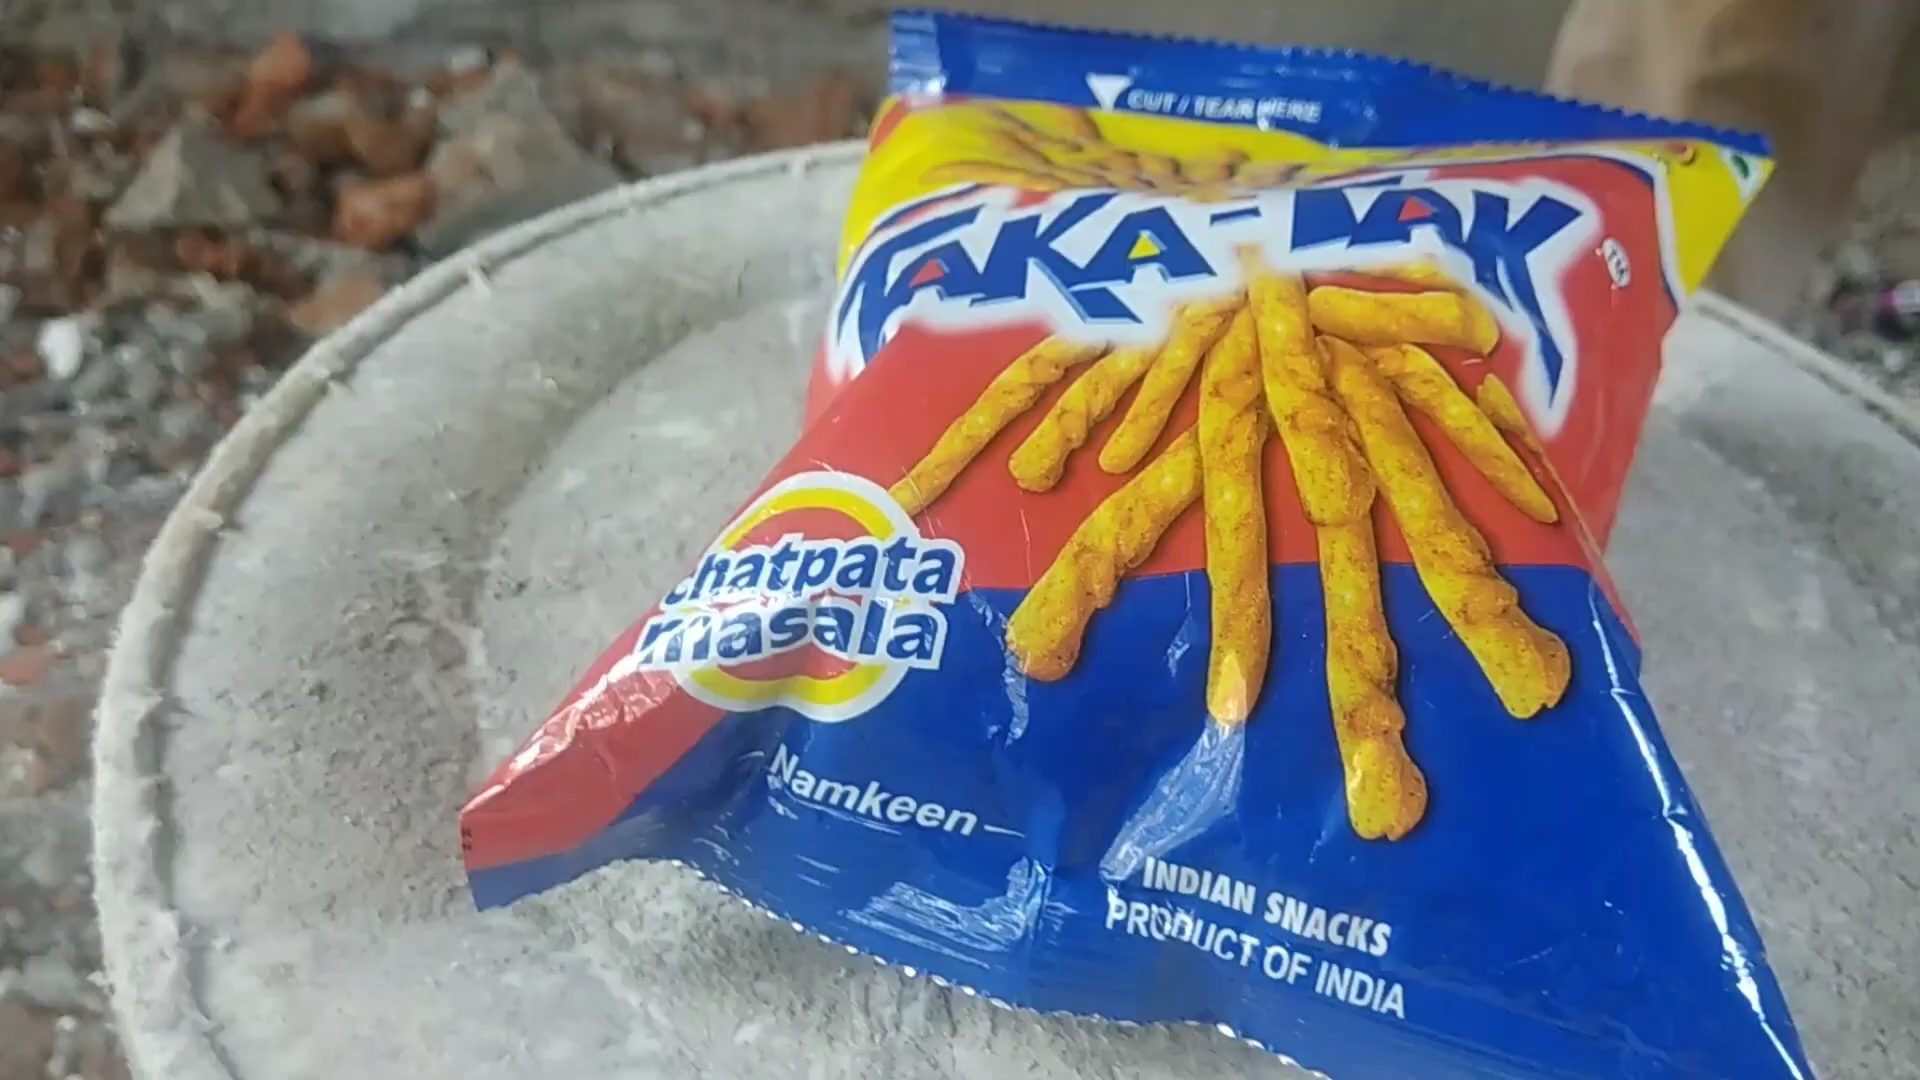 CUT / TEAR HERE
TAKA-TAK
chatpata
masala
Namkeen
INDIAN SNACKS
PRODUCT OF INDIA